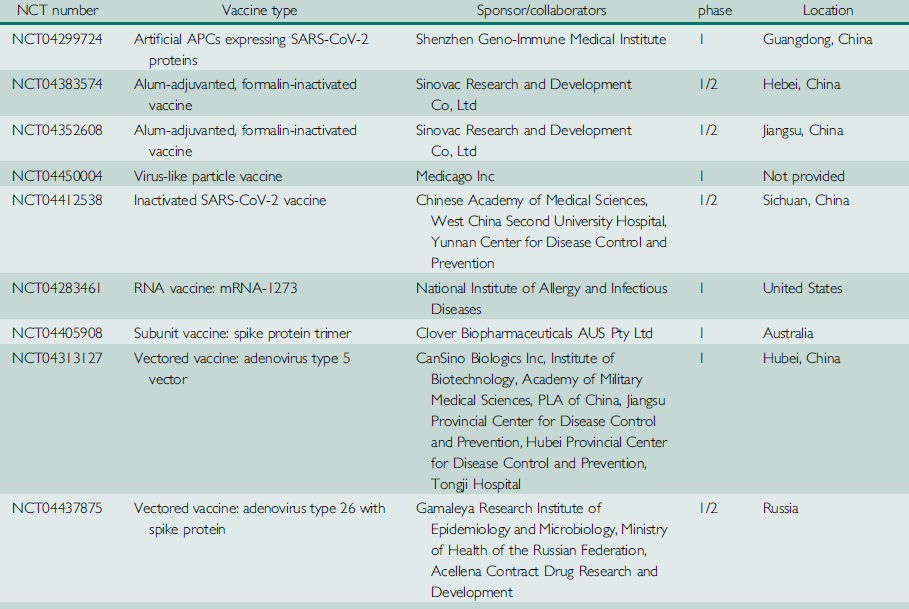 NCT number Vaccine type Sponsor/collaborators phase Location
NCT04299724 Artificial APCs expressing SARS-CoV-2 Shenzhen Geno-Immune Medical Institute I Guangdong, China
proteins
NCT04383574 Alum-adjuvanted, formalin-inactivated Sinovac Research and Development I/2 Hebei, China
vaccine Co, Ltd
NCT04352608 Alum-adjuvanted, formalin-inactivated Sinovac Research and Development I/2 Jiangsu, China
vaccine Co, Ltd
NCT04450004 Virus-like particle vaccine Medicago Inc I Not provided
NCT04412538 Inactivated SARS-CoV-2 vaccine Chinese Academy of Medical Sciences, I/2 Sichuan, China
West China Second University Hospital,
Yunnan Center for Disease Control and
Prevention
NCT04283461 RNA vaccine: mRNA-1273 National Institute of Allergy and Infectious I United States
Diseases
NCT04405908 Subunit vaccine: spike protein trimer Clover Biopharmaceuticals AUS Pty Ltd I Australia
NCT04313127 Vectored vaccine: adenovirus type 5 CanSino Biologics Inc, Institute of I Hubei, China
vector Biotechnology, Academy of Military
Medical Sciences, PLA of China, Jiangsu
Provincial Center for Disease Control
and Prevention, Hubei Provincial Center
for Disease Control and Prevention,
Tongji Hospital
NCT04437875 Vectored vaccine: adenovirus type 26 with Gamaleya Research Institute of I/2 Russia
spike protein Epidemiology and Microbiology, Ministry
of Health of the Russian Federation,
Acellena Contract Drug Research and
Development